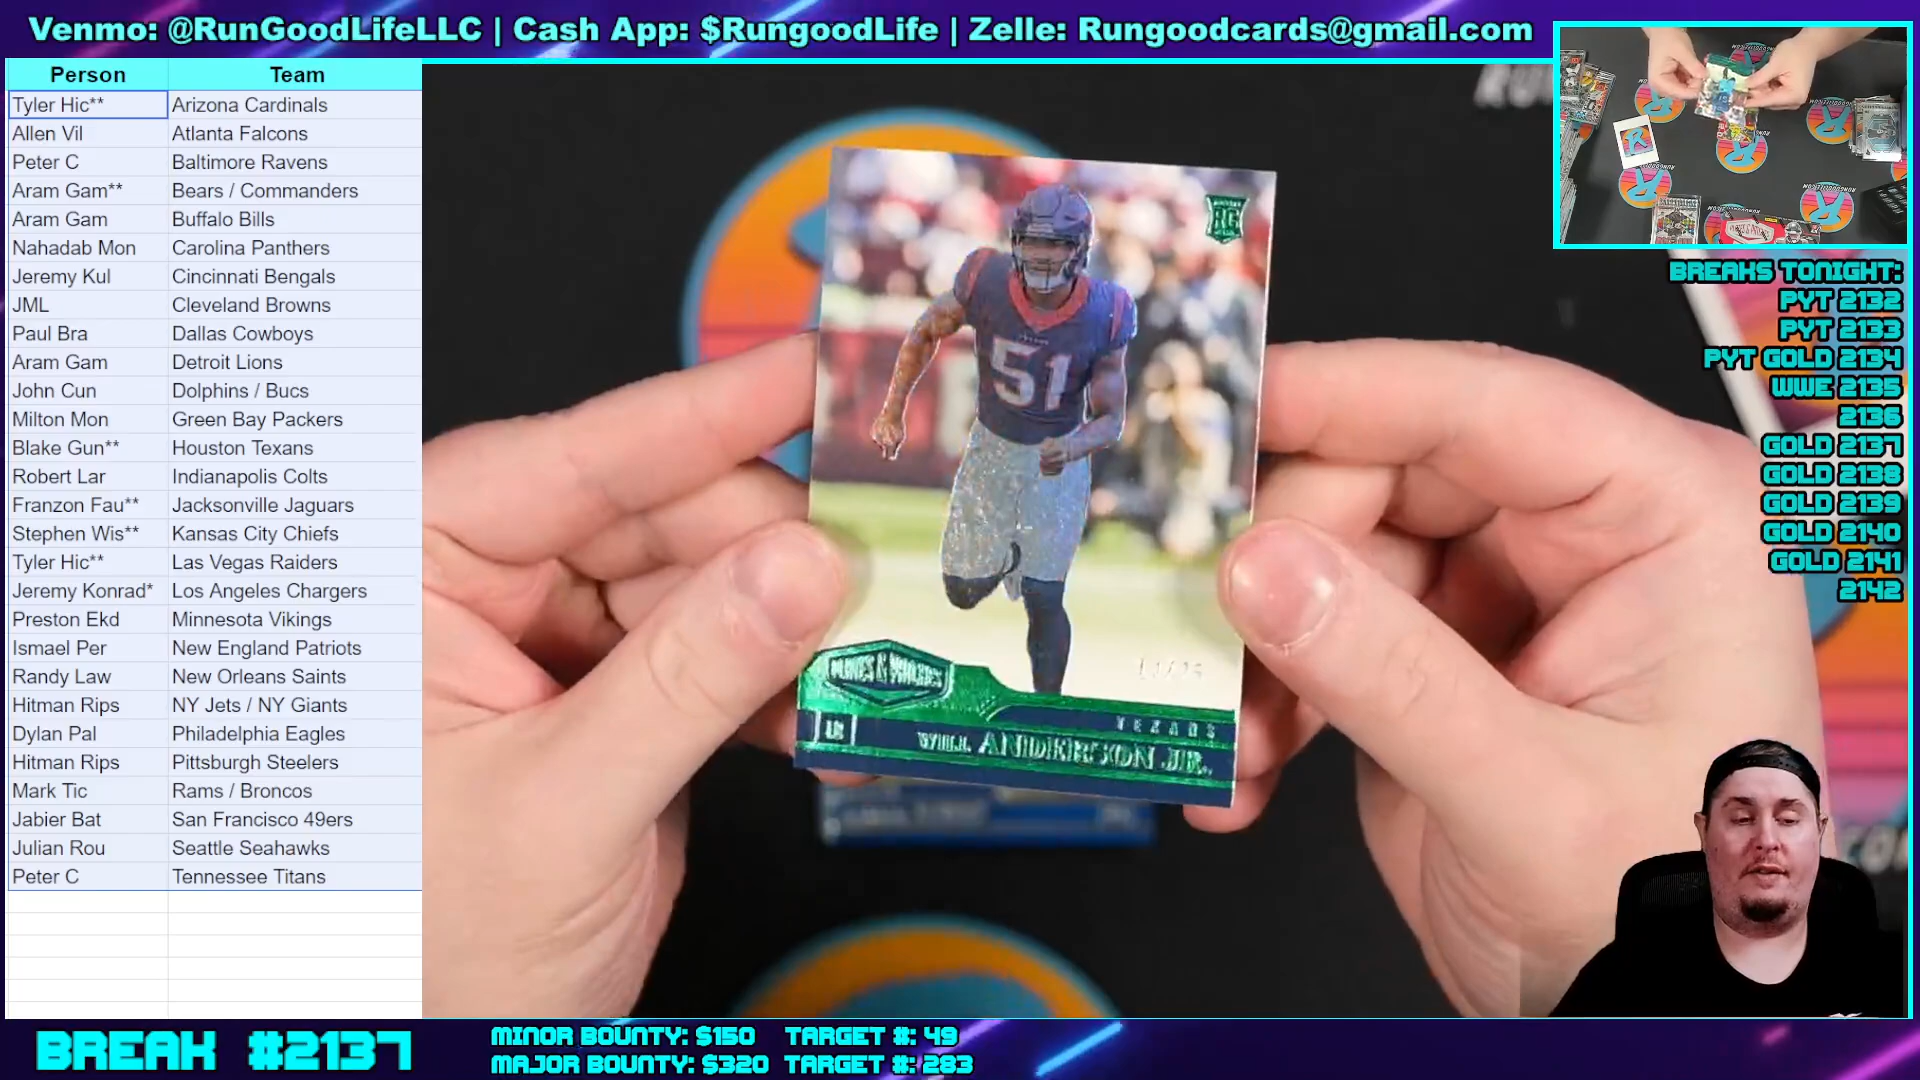 Venmo: @RunGoodLifeLLC | Cash App: $RungoodLife | Zelle: Rungoodcards@gmail.com
Person Team
Tyler Hic** Arizona Cardinals
Allen Vil Atlanta Falcons
Peter C Baltimore Ravens
Aram Gam** Bears / Commanders
Aram Gam Buffalo Bills
Nahadab Mon Carolina Panthers
Jeremy Kul Cincinnati Bengals
JML Cleveland Browns
Paul Bra Dallas Cowboys
Aram Gam Detroit Lions
John Cun Dolphins / Bucs
Milton Mon Green Bay Packers
Blake Gun** Houston Texans
Robert Lar Indianapolis Colts
Franzon Fau** Jacksonville Jaguars
Stephen Wis** Kansas City Chiefs
Tyler Hic** Las Vegas Raiders
Jeremy Konrad* Los Angeles Chargers
Preston Ekd Minnesota Vikings
Ismael Per New England Patriots
Randy Law New Orleans Saints
Hitman Rips NY Jets / NY Giants
Dylan Pal Philadelphia Eagles
Hitman Rips Pittsburgh Steelers
Mark Tic Rams / Broncos
Jabier Bat San Francisco 49ers
Julian Rou Seattle Seahawks
Peter C Tennessee Titans
51
PLATES & PATCHES
TEXANS
LB
WILL ANDERSON JR.
BREAKS TONIGHT:
PYT 2132
PYT 2133
PYT GOLD 2134
WWE 2135
2136
GOLD 2137
GOLD 2138
GOLD 2139
GOLD 2140
GOLD 2141
2142
BREAK #2137
MINOR BOUNTY: $150 TARGET #: 49
MAJOR BOUNTY: $320 TARGET #: 283